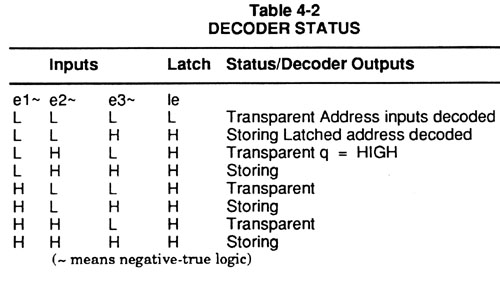 Table 4-2
DECODER STATUS
Inputs Latch Status/Decoder Outputs
e1~ e2~ e3~ le
L L L L Transparent Address inputs decoded
L L H H Storing Latched address decoded
L H L H Transparent q = HIGH
L H H H Storing
H L L H Transparent
H L H H Storing
H H L H Transparent
H H H H Storing
(~ means negative-true logic)